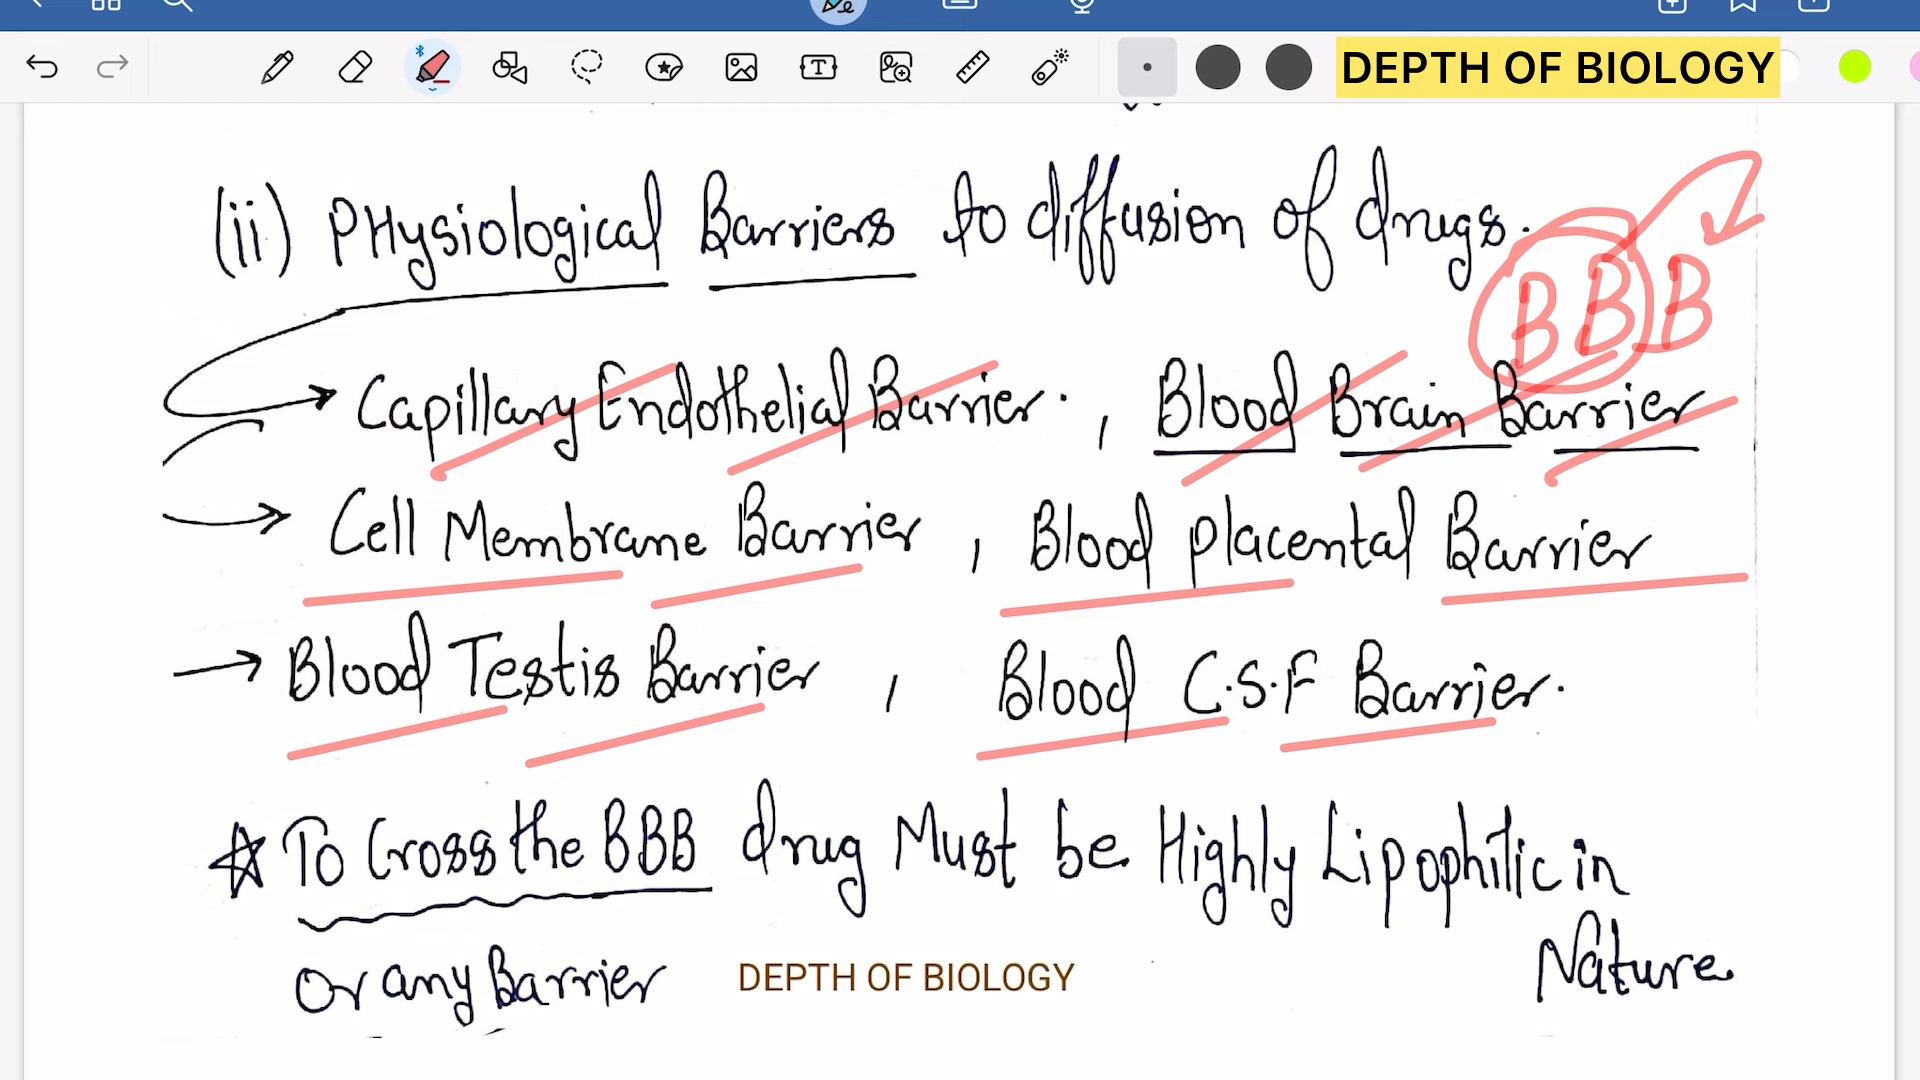 DEPTH OF BIOLOGY
(ii) PHysiological Barriers to diffusion of drugs.
BBB
→ Capillary Endothelial Barrier. , Blood Brain Barrier
→ Cell Membrane Barrier , Blood placental Barrier
→ Blood Testis Barrier , Blood C.S.F Barrier.
☆ To Cross the BBB drug Must be Highly Lipophilic in
Nature.
or any Barrier
DEPTH OF BIOLOGY